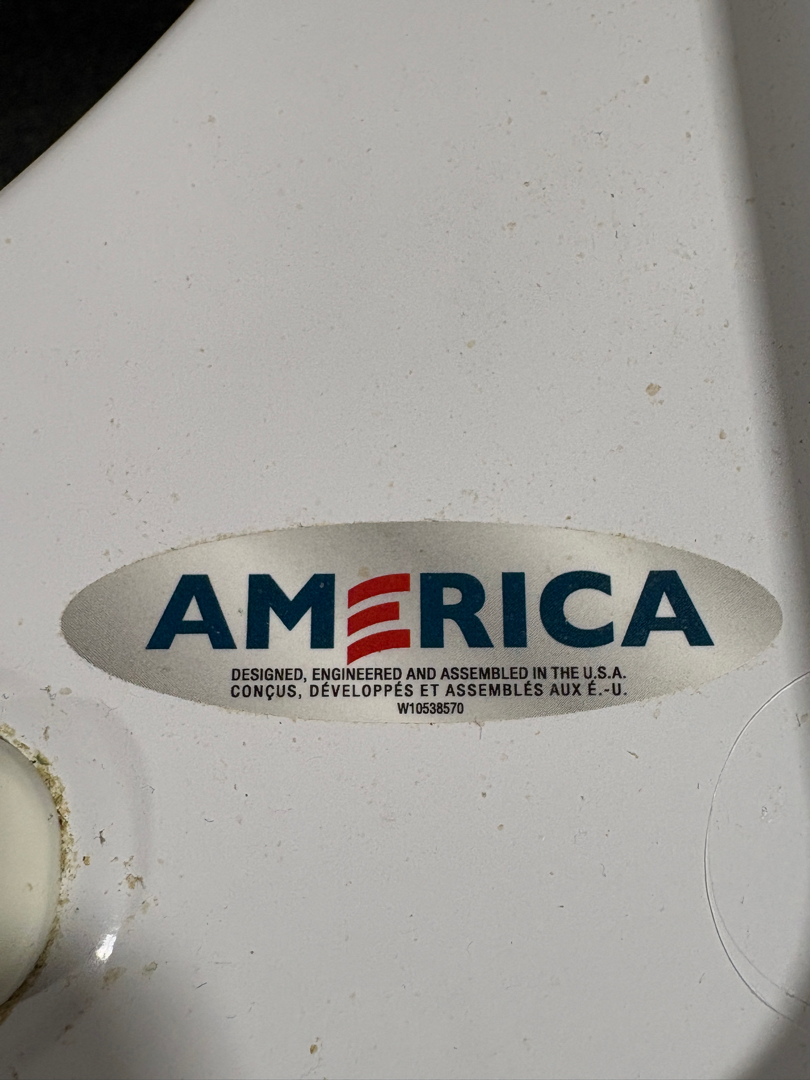 AMERICA
DESIGNED, ENGINEERED AND ASSEMBLED IN THE U.S.A.
CONÇUS, DÉVELOPPÉS ET ASSEMBLÉS AUX É.-U.
W10538570